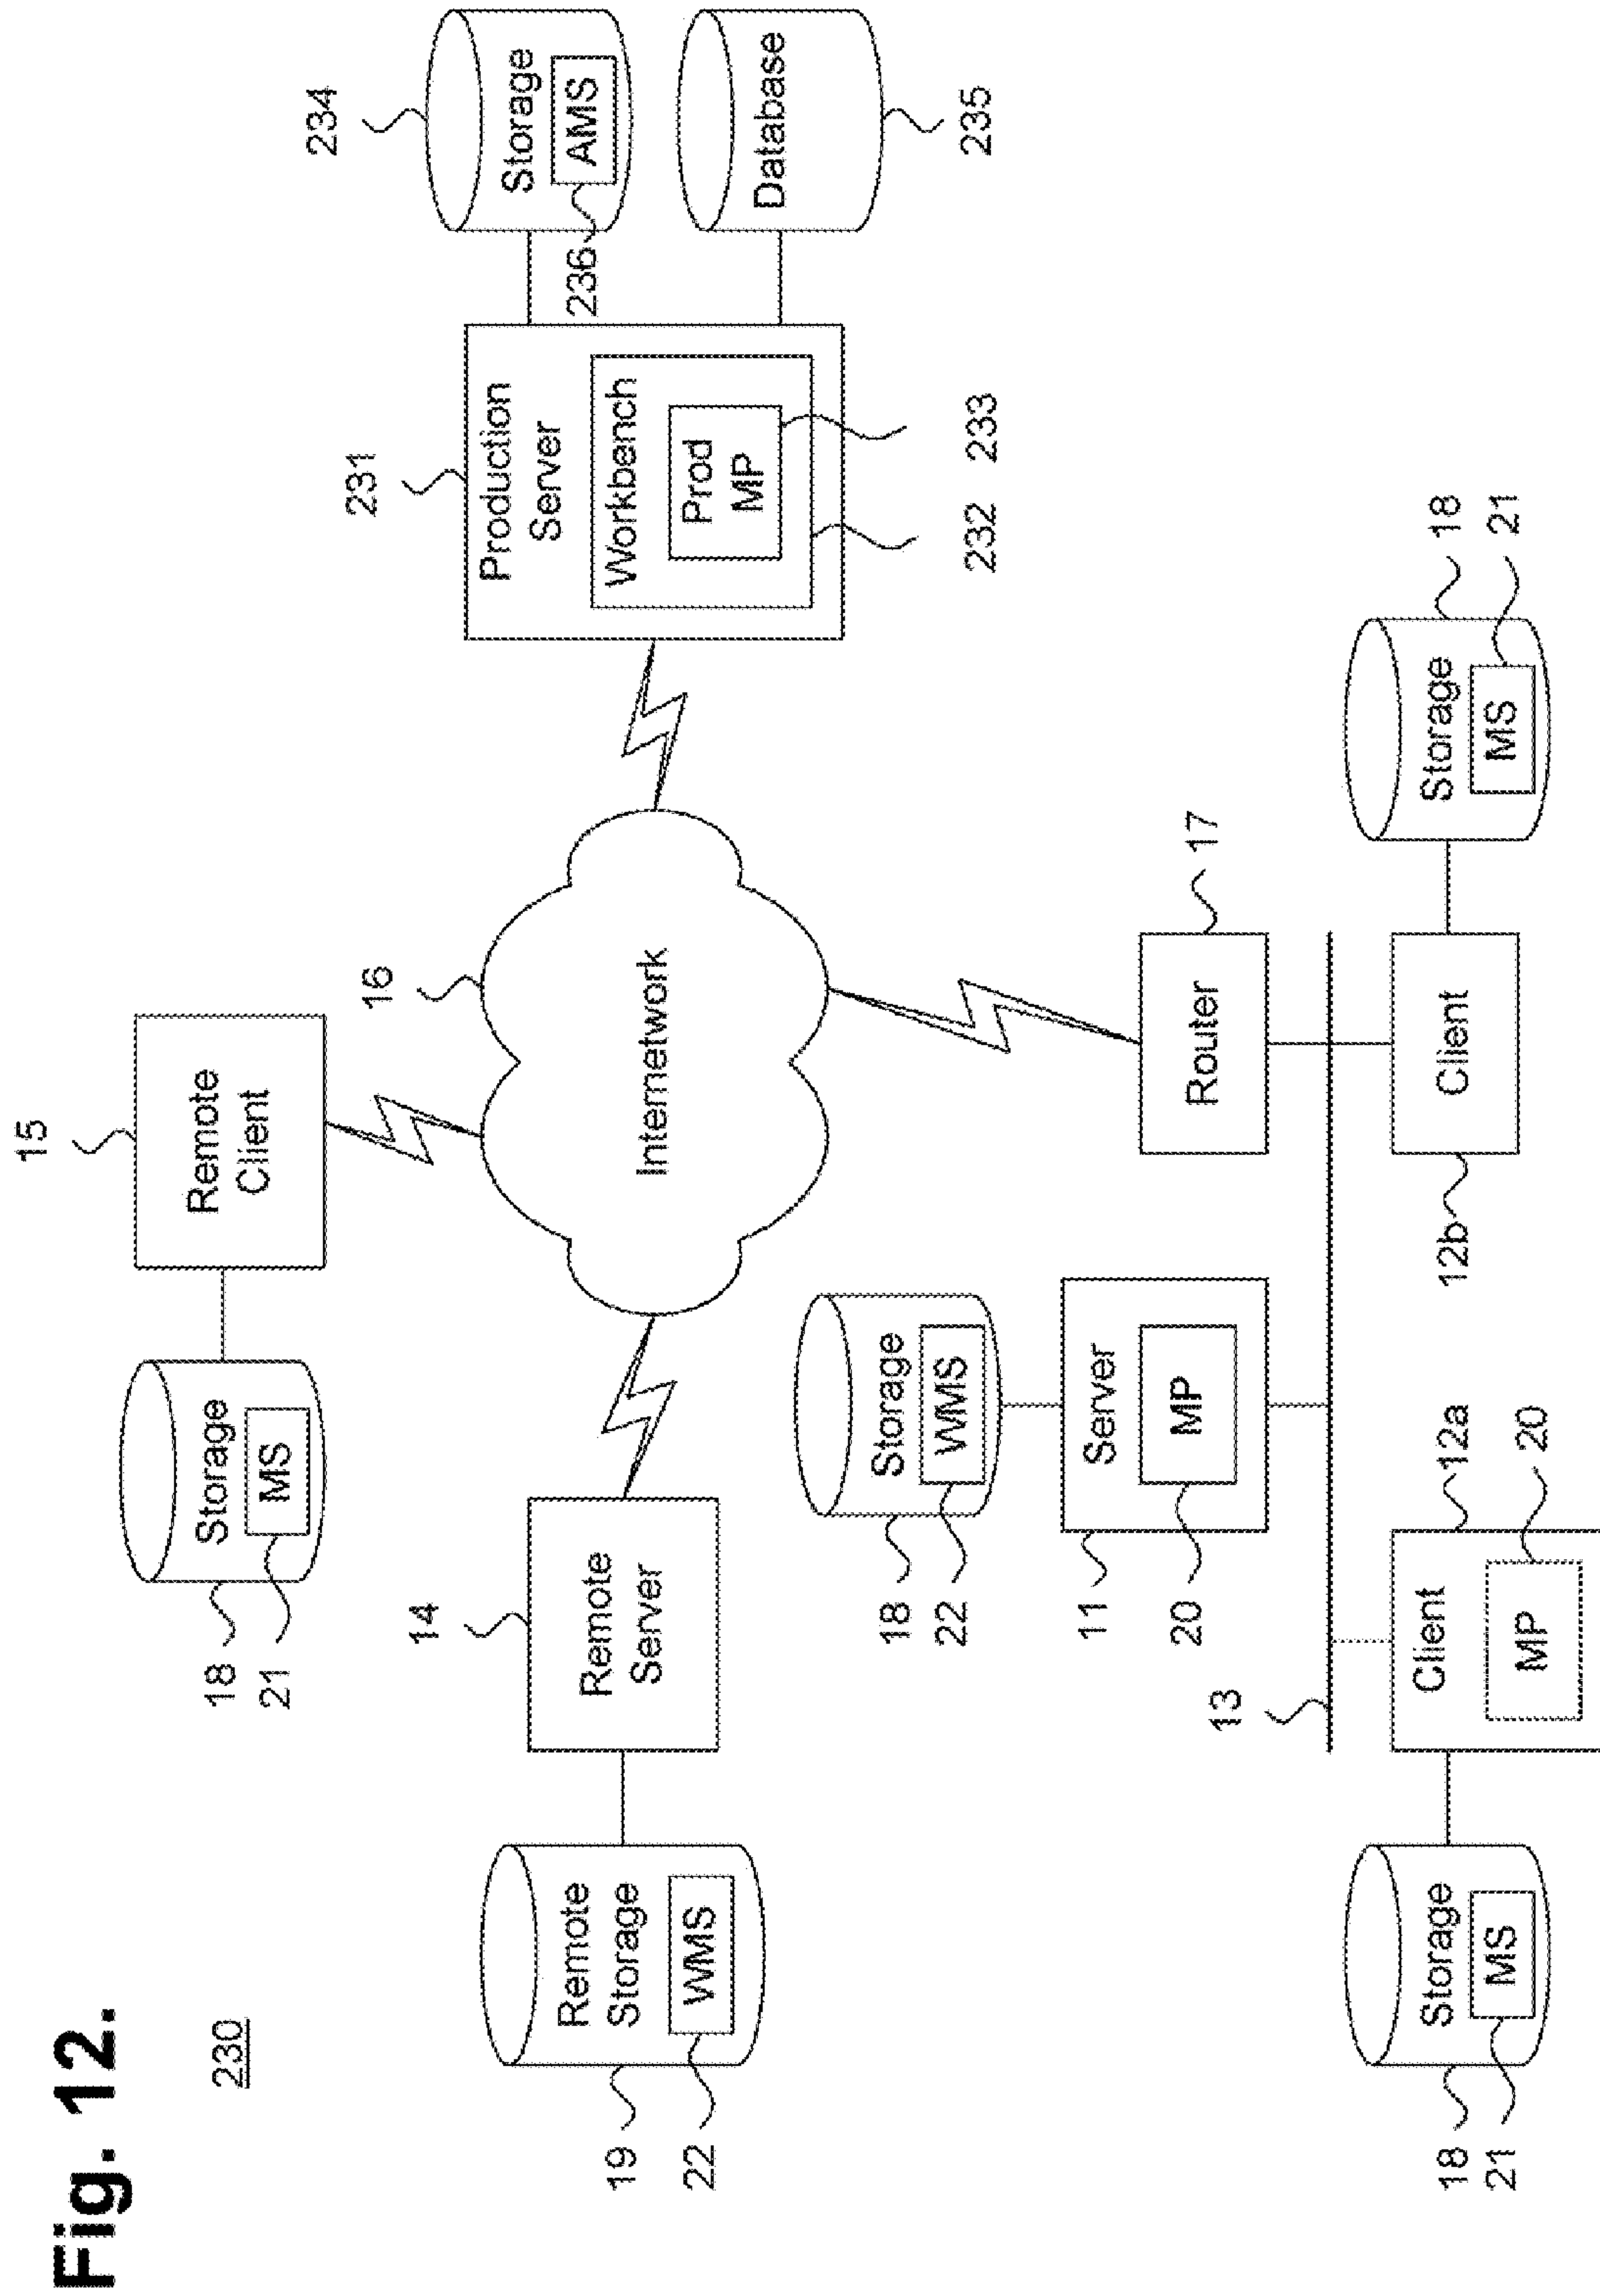 Fig. 12.
230
15
Remote
Client
Storage
MS
18
21
234
Storage
AMS
236
Database
235
231
Production
Server
Workbench
Prod
MP
232
233
16
Internetwork
14
Remote
Server
Remote
Storage
WMS
19
22
Storage
WMS
18
22
Server
MP
11
20
Router
17
13
Client
MP
12a
20
Storage
MS
18
21
Client
12b
Storage
MS
18
21